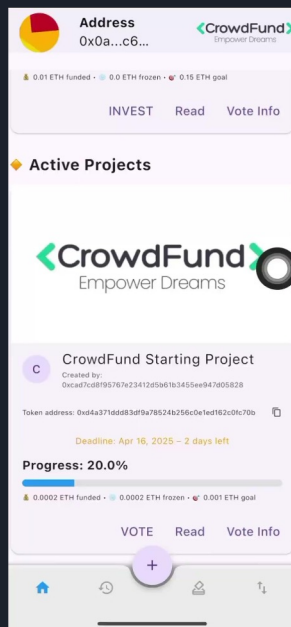 Address
0x0a...c6...
CrowdFund
Empower Dreams
0.01 ETH funded • 0.0 ETH frozen • 0.15 ETH goal
INVEST Read Vote Info
Active Projects
CrowdFund
Empower Dreams
C
CrowdFund Starting Project
Created by:
0xcad7cd8f95767e23412d5b61b3455ee947d05828
Token address: 0xd4a371ddd83df9a78524b256c0e1ed162c0fc70b
Deadline: Apr 16, 2025 – 2 days left
Progress: 20.0%
0.0002 ETH funded • 0.0002 ETH frozen • 0.001 ETH goal
VOTE Read Vote Info
+